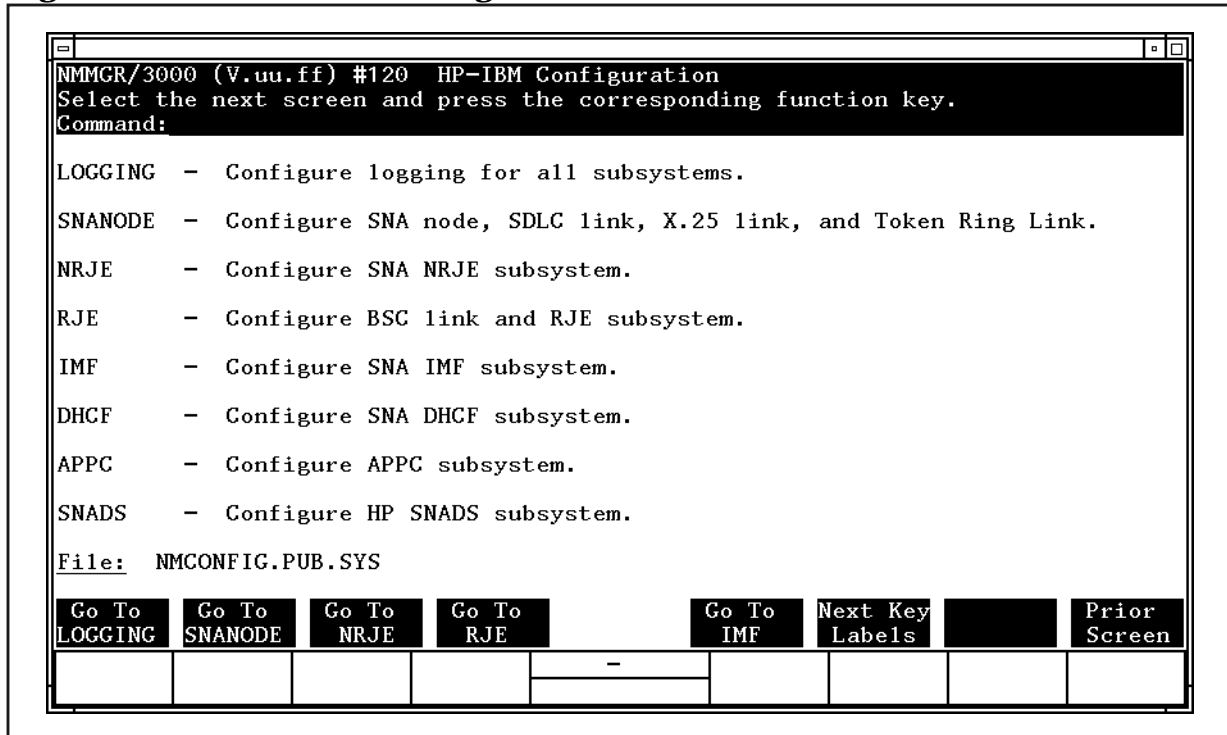 NMMGR/3000 (V.uu.ff) #120 HP-IBM Configuration
Select the next screen and press the corresponding function key.
Command:
LOGGING - Configure logging for all subsystems.
SNANODE - Configure SNA node, SDLC link, X.25 link, and Token Ring Link.
NRJE - Configure SNA NRJE subsystem.
RJE - Configure BSC link and RJE subsystem.
IMF - Configure SNA IMF subsystem.
DHCF - Configure SNA DHCF subsystem.
APPC - Configure APPC subsystem.
SNADS - Configure HP SNADS subsystem.
File: NMCONFIG.PUB.SYS
Go To Go To Go To Go To Go To Next Key Prior
LOGGING SNANODE NRJE RJE IMF Labels Screen